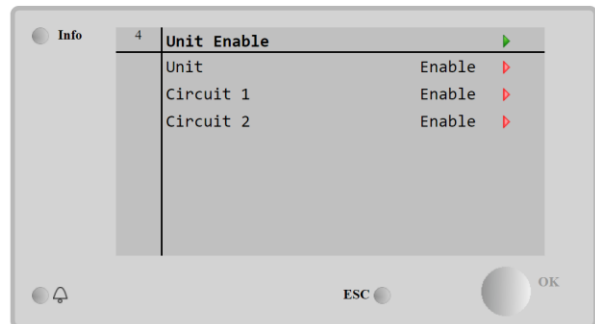 Info
4 Unit Enable
Unit Enable
Circuit 1 Enable
Circuit 2 Enable
ESC
OK